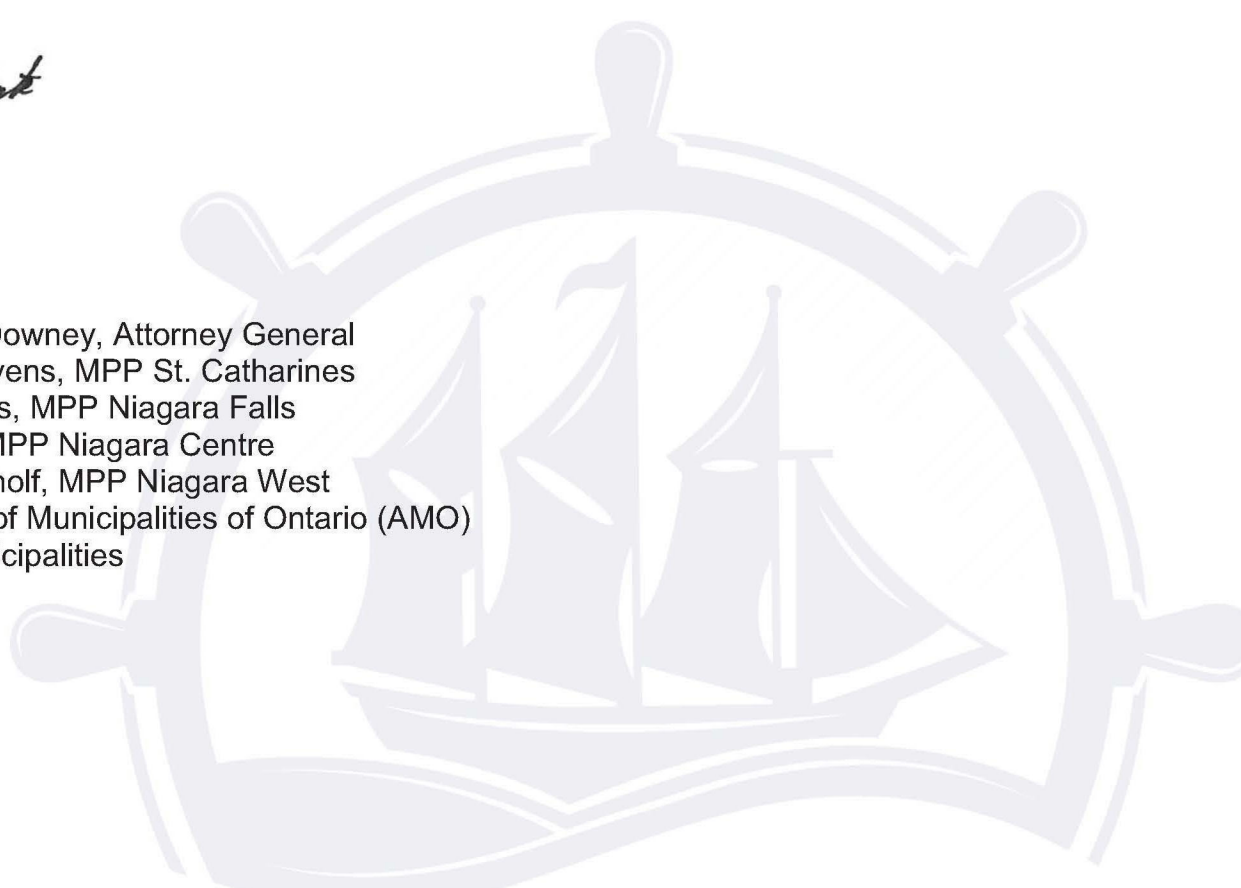 Downey, Attorney General
vens, MPP St. Catharines
s, MPP Niagara Falls
MPP Niagara Centre
holf, MPP Niagara West
of Municipalities of Ontario (AMO)
cipalities